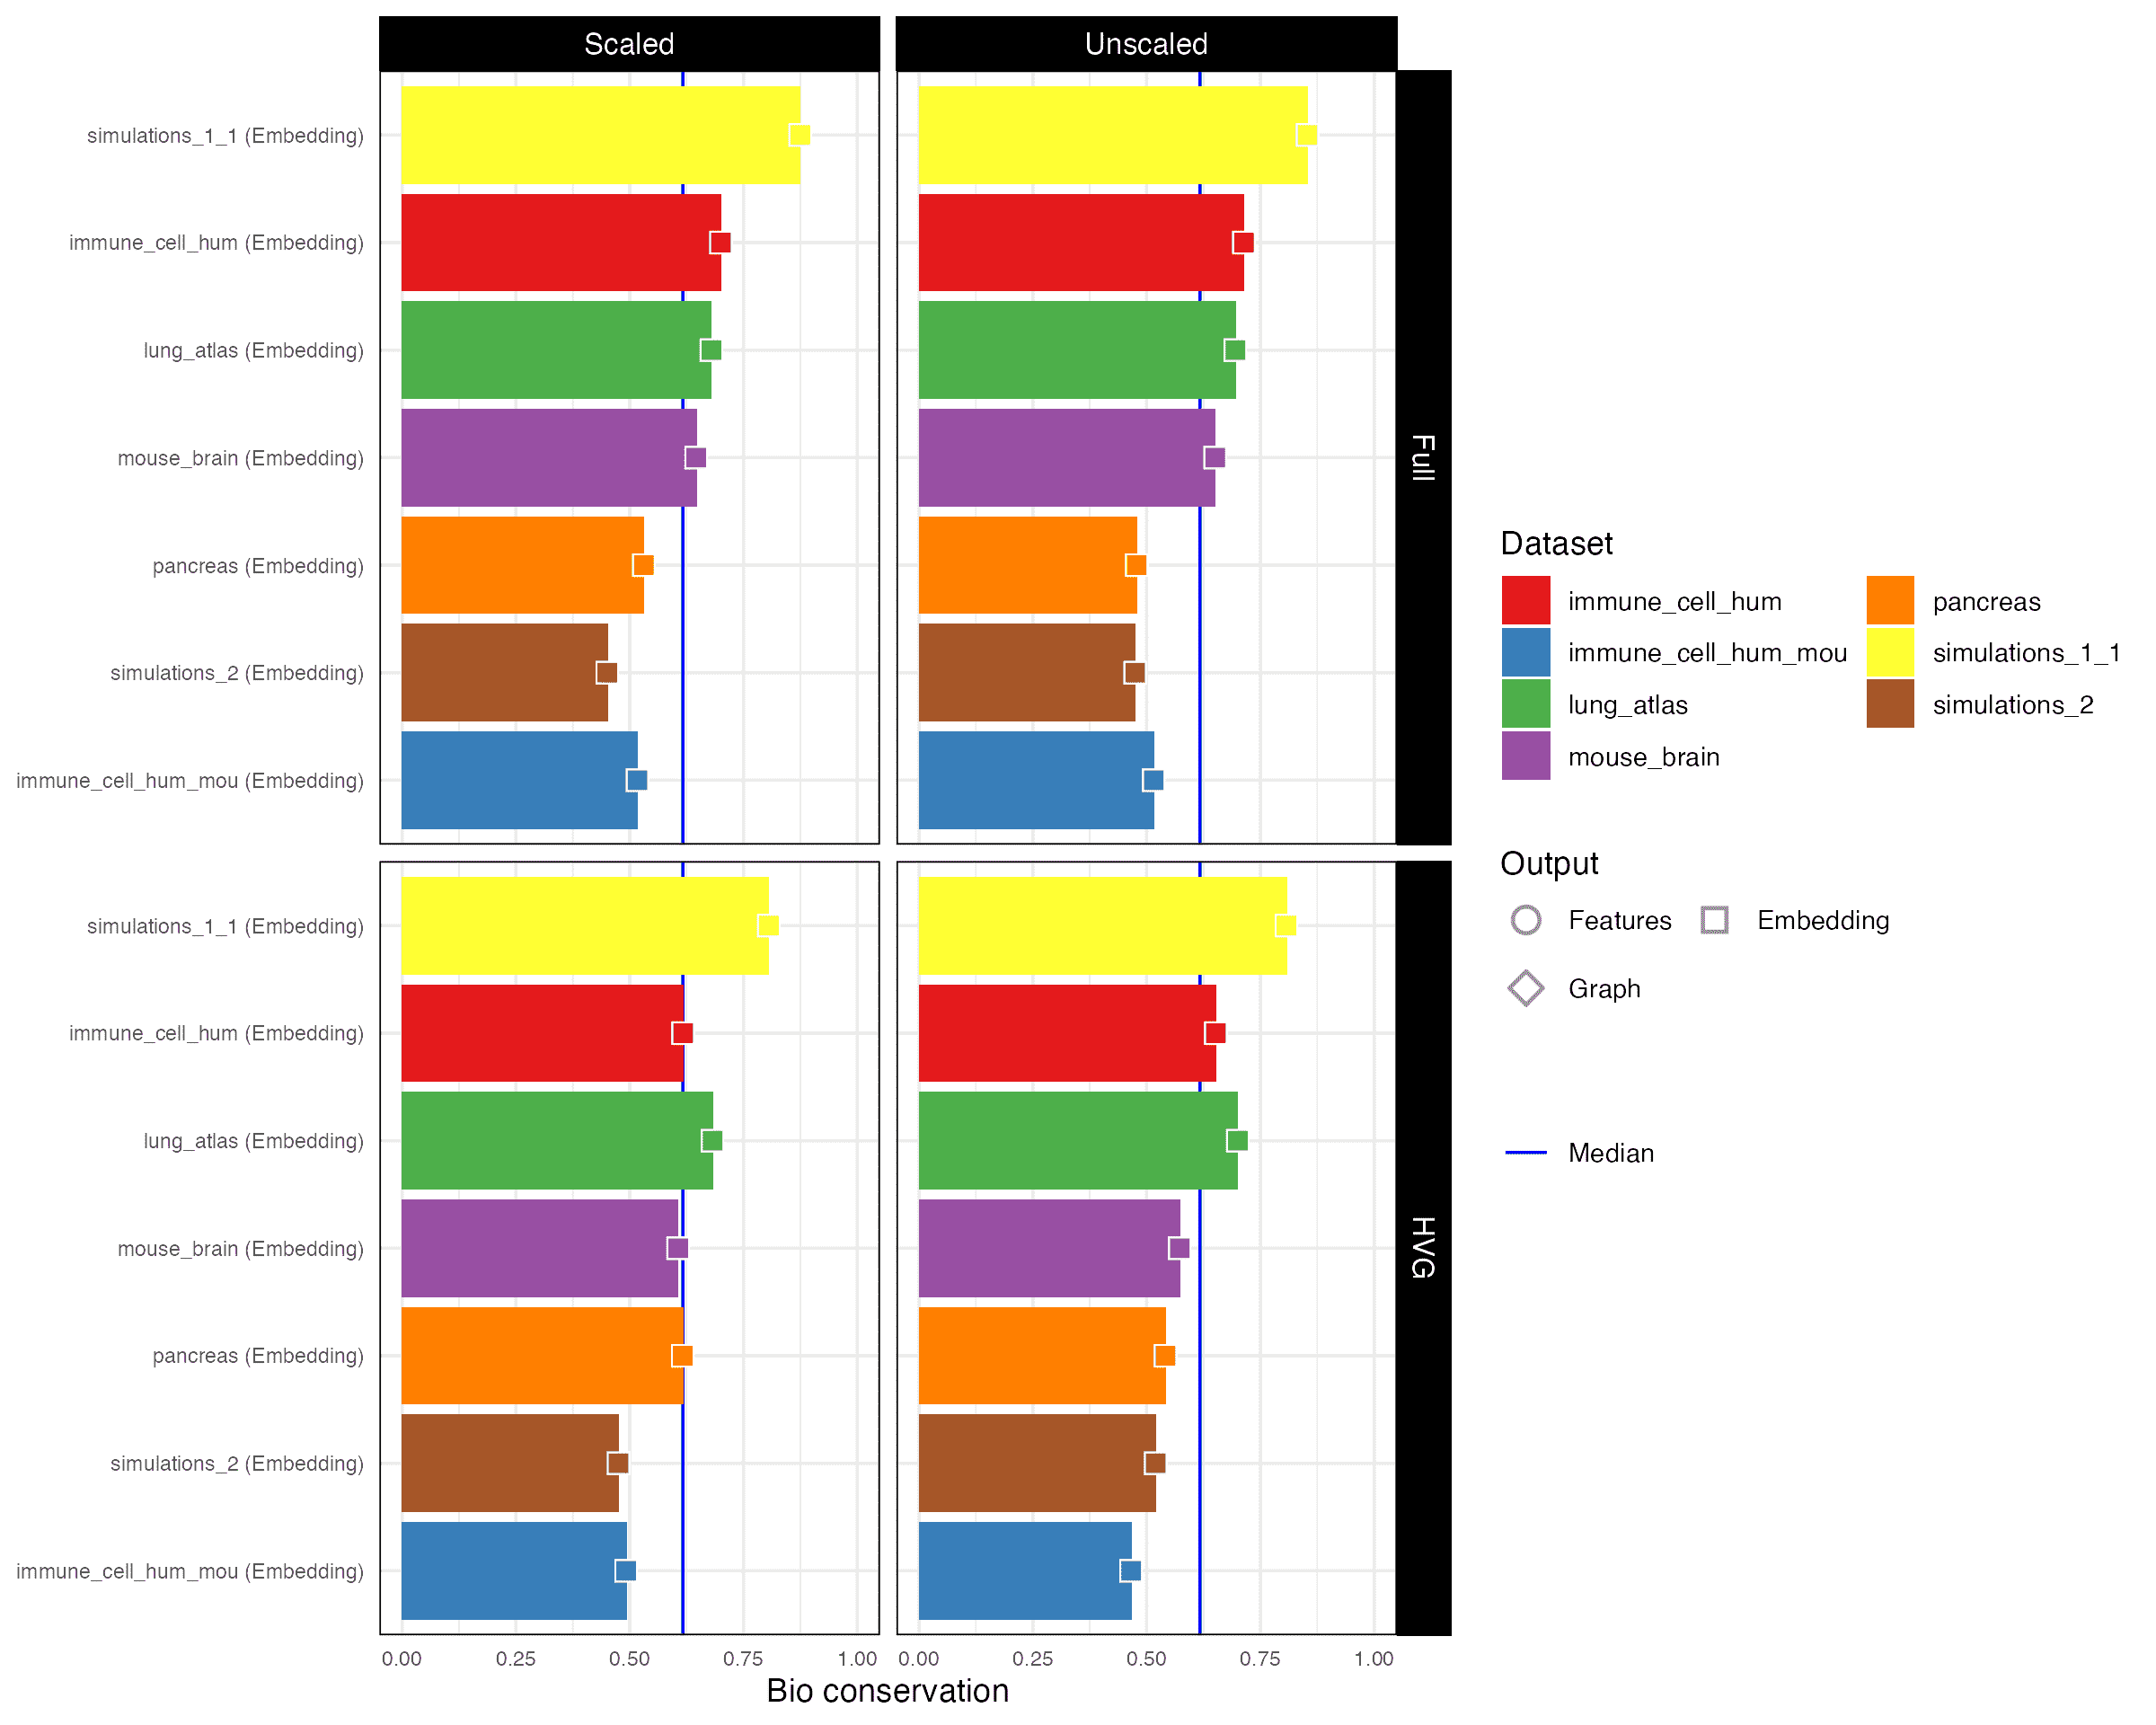 Scaled
Unscaled
simulations_1_1 (Embedding)
immune_cell_hum (Embedding)
lung_atlas (Embedding)
mouse_brain (Embedding)
pancreas (Embedding)
simulations_2 (Embedding)
immune_cell_hum_mou (Embedding)
Full
simulations_1_1 (Embedding)
immune_cell_hum (Embedding)
lung_atlas (Embedding)
mouse_brain (Embedding)
pancreas (Embedding)
simulations_2 (Embedding)
immune_cell_hum_mou (Embedding)
HVG
0.00 0.25 0.50 0.75 1.00
0.00 0.25 0.50 0.75 1.00
Bio conservation
Dataset
immune_cell_hum
immune_cell_hum_mou
lung_atlas
mouse_brain
pancreas
simulations_1_1
simulations_2
Output
Features
Embedding
Graph
Median